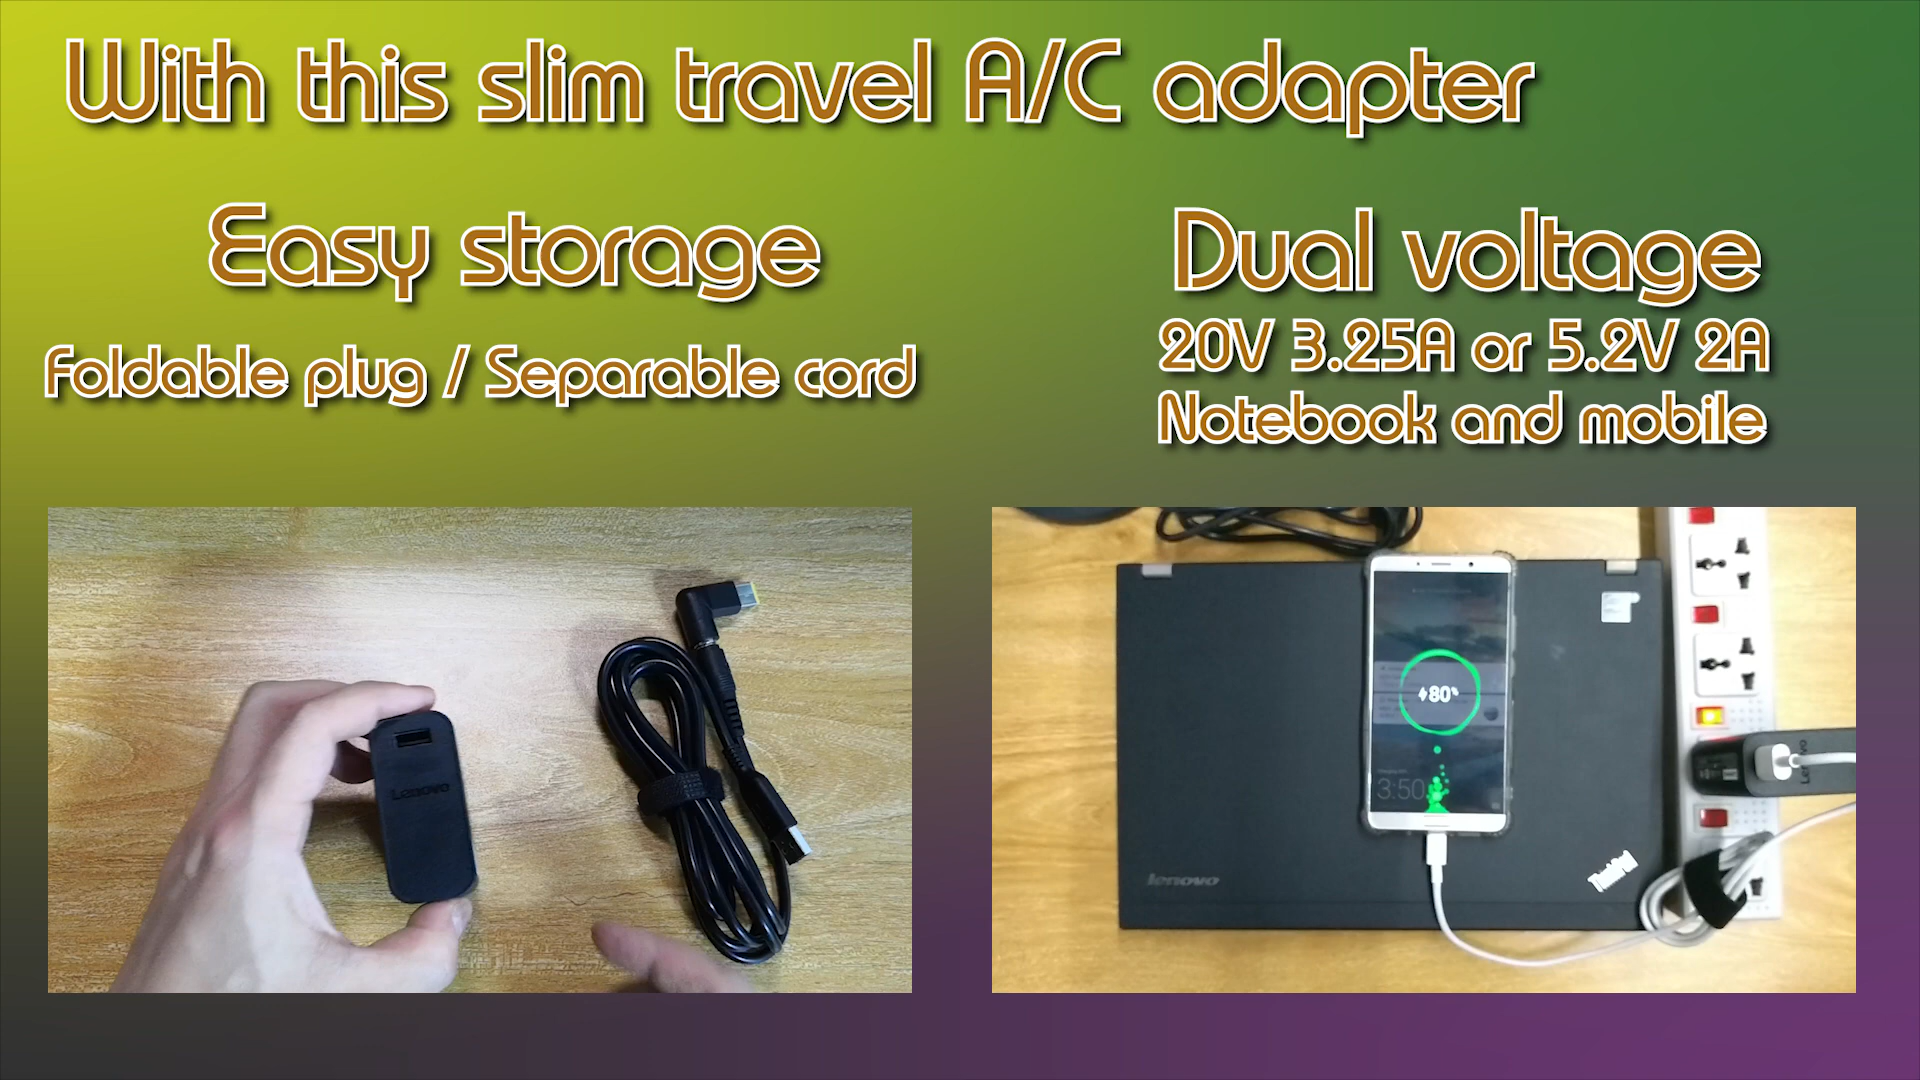 With this slim travel A/C adapter
Easy storage
Foldable plug / Separable cord
Dual voltage
20V 3.25A or 5.2V 2A
Notebook and mobile
Lenovo
80%
3:50
lenovo
ThinkPad